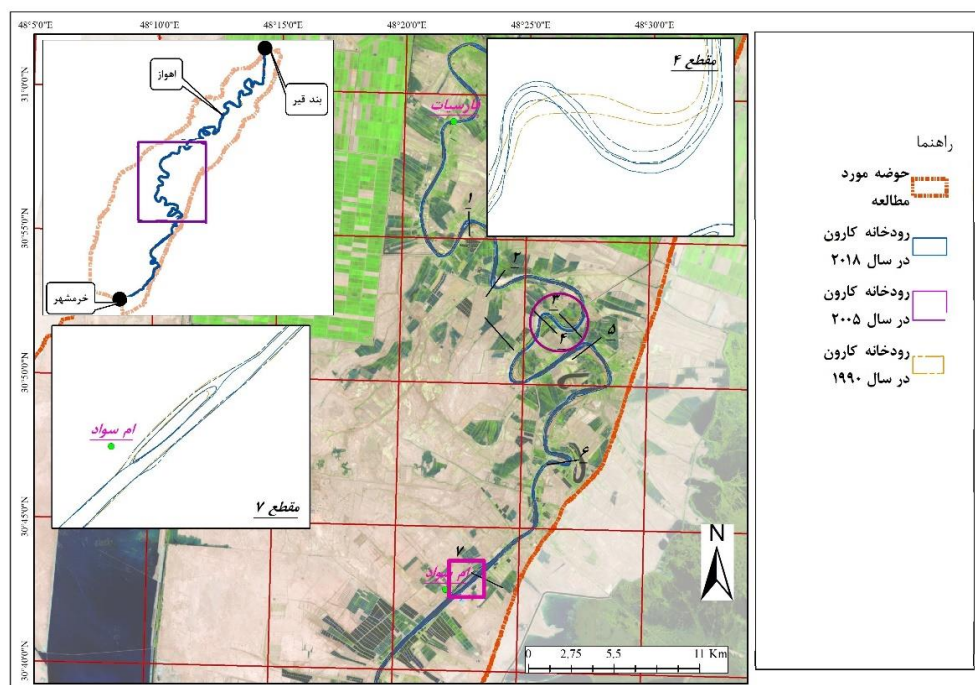 48°5'0"E
48°10'0"E
48°15'0"E
48°20'0"E
48°25'0"E
48°30'0"E
31°0'0"N
30°55'0"N
30°50'0"N
30°45'0"N
30°40'0"N
اهواز
بند قیر
خرمشهر
مقطع ۴
فارسیات
۱
۲
۳
۴
۵
۶
ام سواد
مقطع ۷
۷
ام سواد
N
0 2,75 5,5 11 Km
راهنما
حوضه مورد
مطالعه
رودخانه کارون
در سال ۲۰۱۸
رودخانه کارون
در سال ۲۰۰۵
رودخانه کارون
در سال ۱۹۹۰